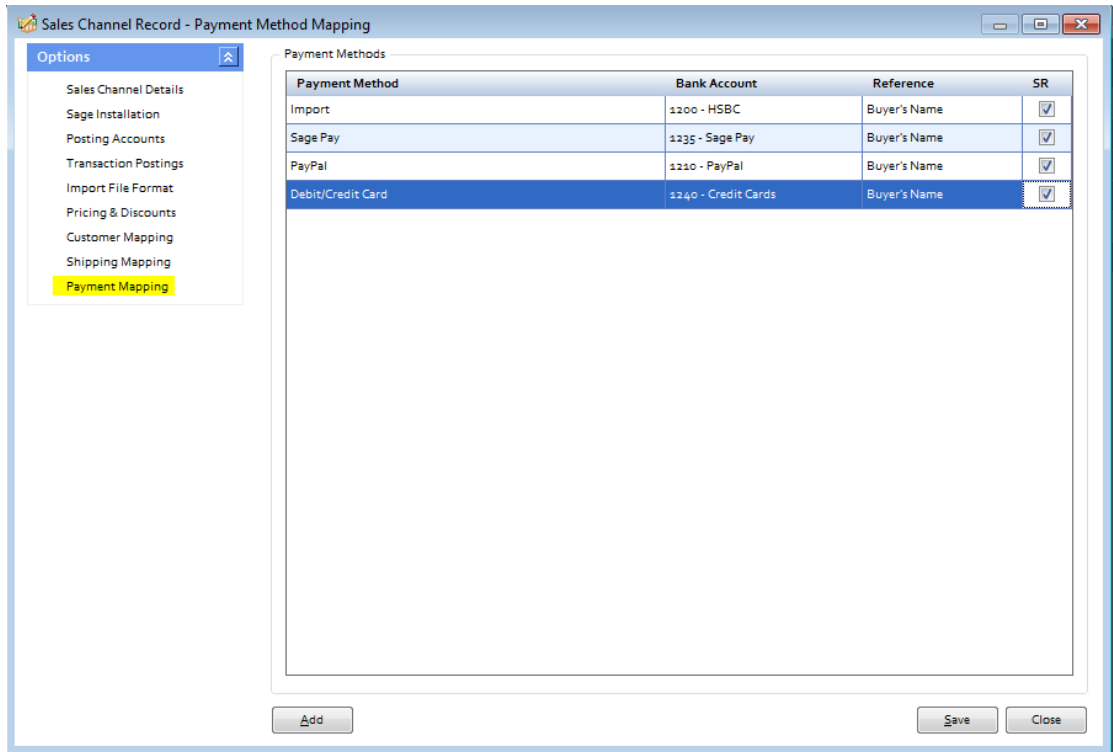 Sales Channel Record - Payment Method Mapping
Options
Sales Channel Details
Sage Installation
Posting Accounts
Transaction Postings
Import File Format
Pricing & Discounts
Customer Mapping
Shipping Mapping
Payment Mapping
Payment Methods
Payment Method Bank Account Reference SR
Import 1200 - HSBC Buyer's Name
Sage Pay 1235 - Sage Pay Buyer's Name
PayPal 1210 - PayPal Buyer's Name
Debit/Credit Card 1240 - Credit Cards Buyer's Name
Add Save Close